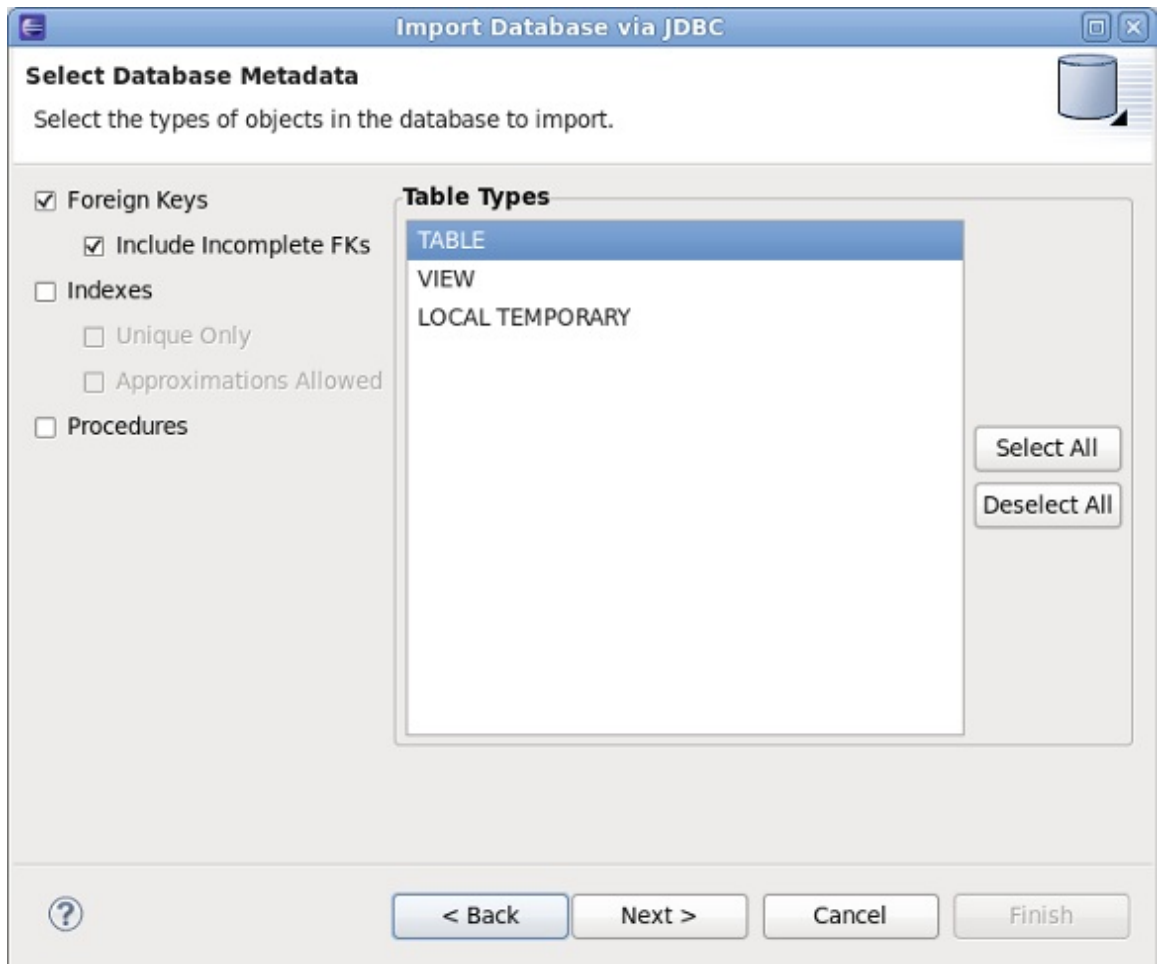 Import Database via JDBC
Select Database Metadata
Select the types of objects in the database to import.
Foreign Keys
Include Incomplete FKs
Indexes
Unique Only
Approximations Allowed
Procedures
Table Types
TABLE
VIEW
LOCAL TEMPORARY
Select All
Deselect All
?
< Back
Next >
Cancel
Finish